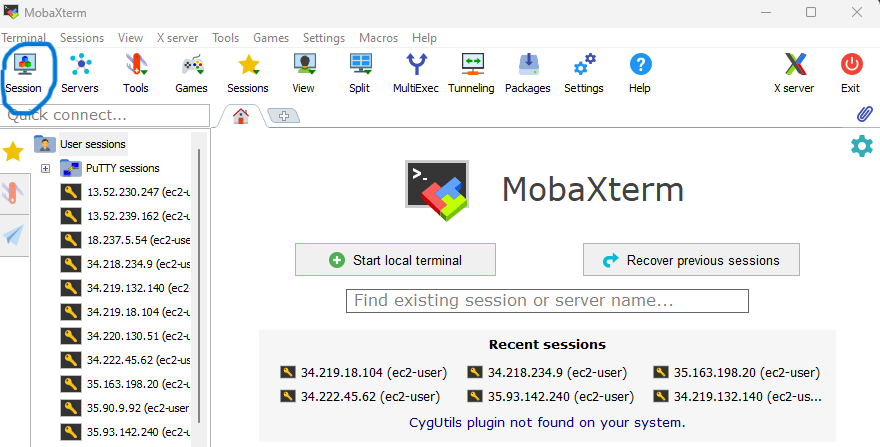 MobaXterm
Terminal Sessions View X server Tools Games Settings Macros Help
Session Servers Tools Games Sessions View Split MultiExec Tunneling Packages Settings Help X server Exit
Quick connect...
User sessions
PuTTY sessions
13.52.230.247 (ec2-u
13.52.239.162 (ec2-u
18.237.5.54 (ec2-user
34.218.234.9 (ec2-us
34.219.132.140 (ec2-
34.219.18.104 (ec2-u
34.220.130.51 (ec2-u
34.222.45.62 (ec2-us
35.163.198.20 (ec2-u
35.90.9.92 (ec2-user)
35.93.142.240 (ec2-u
>_
MobaXterm
Start local terminal
Recover previous sessions
Find existing session or server name...
Recent sessions
34.219.18.104 (ec2-user) 34.218.234.9 (ec2-user) 35.163.198.20 (ec2-user)
34.222.45.62 (ec2-user) 35.93.142.240 (ec2-user) 34.219.132.140 (ec2-us...
CygUtils plugin not found on your system.